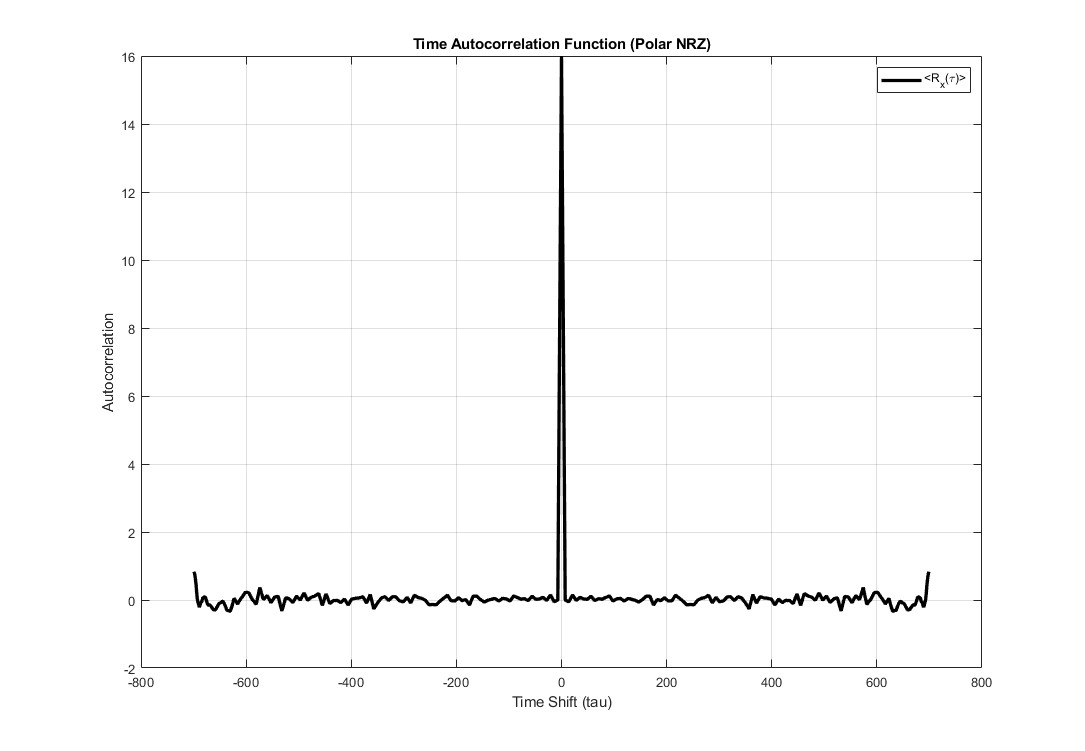 Time Autocorrelation Function (Polar NRZ)
<R_x(τ)>
16
14
12
10
8
6
4
2
0
-2
Autocorrelation
-800 -600 -400 -200 0 200 400 600 800
Time Shift (tau)